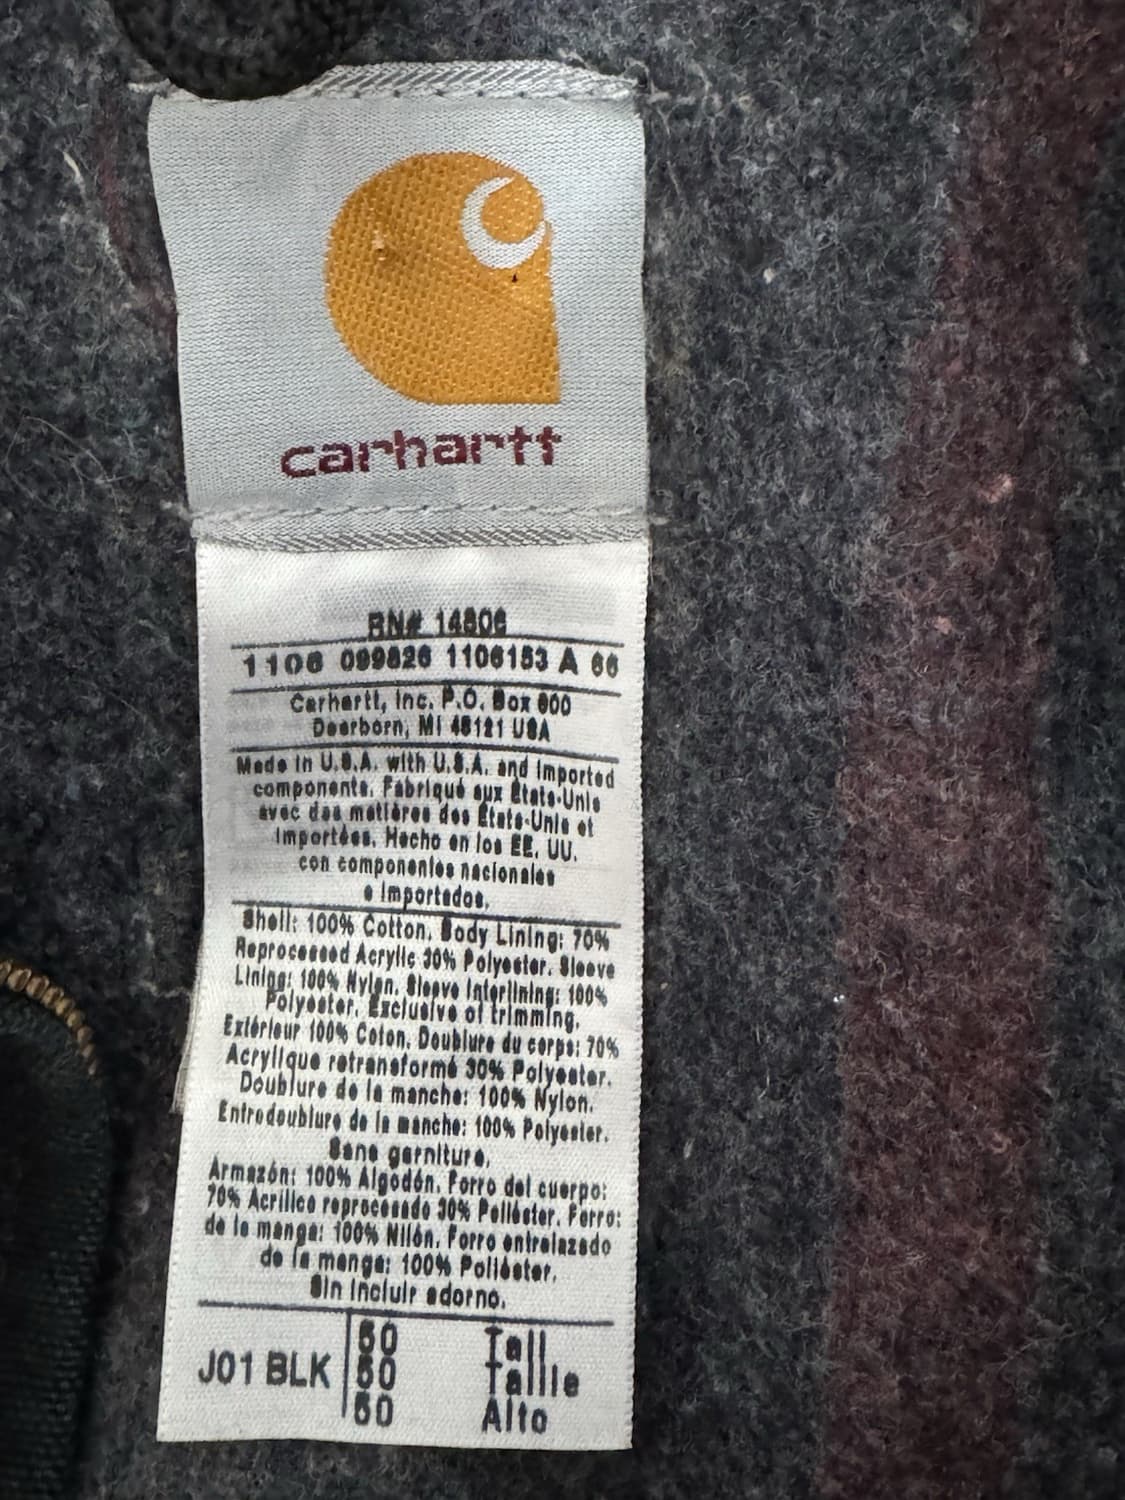 carhartt
RN# 14806
1106 099826 1106153 A 66
Carhartt, Inc. P.O. Box 600
Dearborn, MI 48121 USA
Made in U.S.A. with U.S.A. and Imported
components. Fabriqué aux États-Unis
avec des matières des États-Unis et
Importées. Hecho en los EE. UU.
con componentes nacionales
e Importados.
Shell: 100% Cotton. Body Lining: 70%
Reprocessed Acrylic 30% Polyester. Sleeve
Lining: 100% Nylon. Sleeve Interlining: 100%
Polyester. Exclusive of trimming.
Extérieur 100% Coton. Doublure du corps: 70%
Acrylique retransformé 30% Polyester.
Doublure de la manche: 100% Nylon.
Entredoublure de la manche: 100% Polyester.
Sans garniture.
Armazón: 100% Algodón. Forro del cuerpo:
70% Acrílico reprocesado 30% Poliéster. Forro:
de la manga: 100% Nilón. Forro entrelazado
de la manga: 100% Poliéster.
Sin Incluir adorno.
J01 BLK
50 Tall
50 Taille
50 Alto